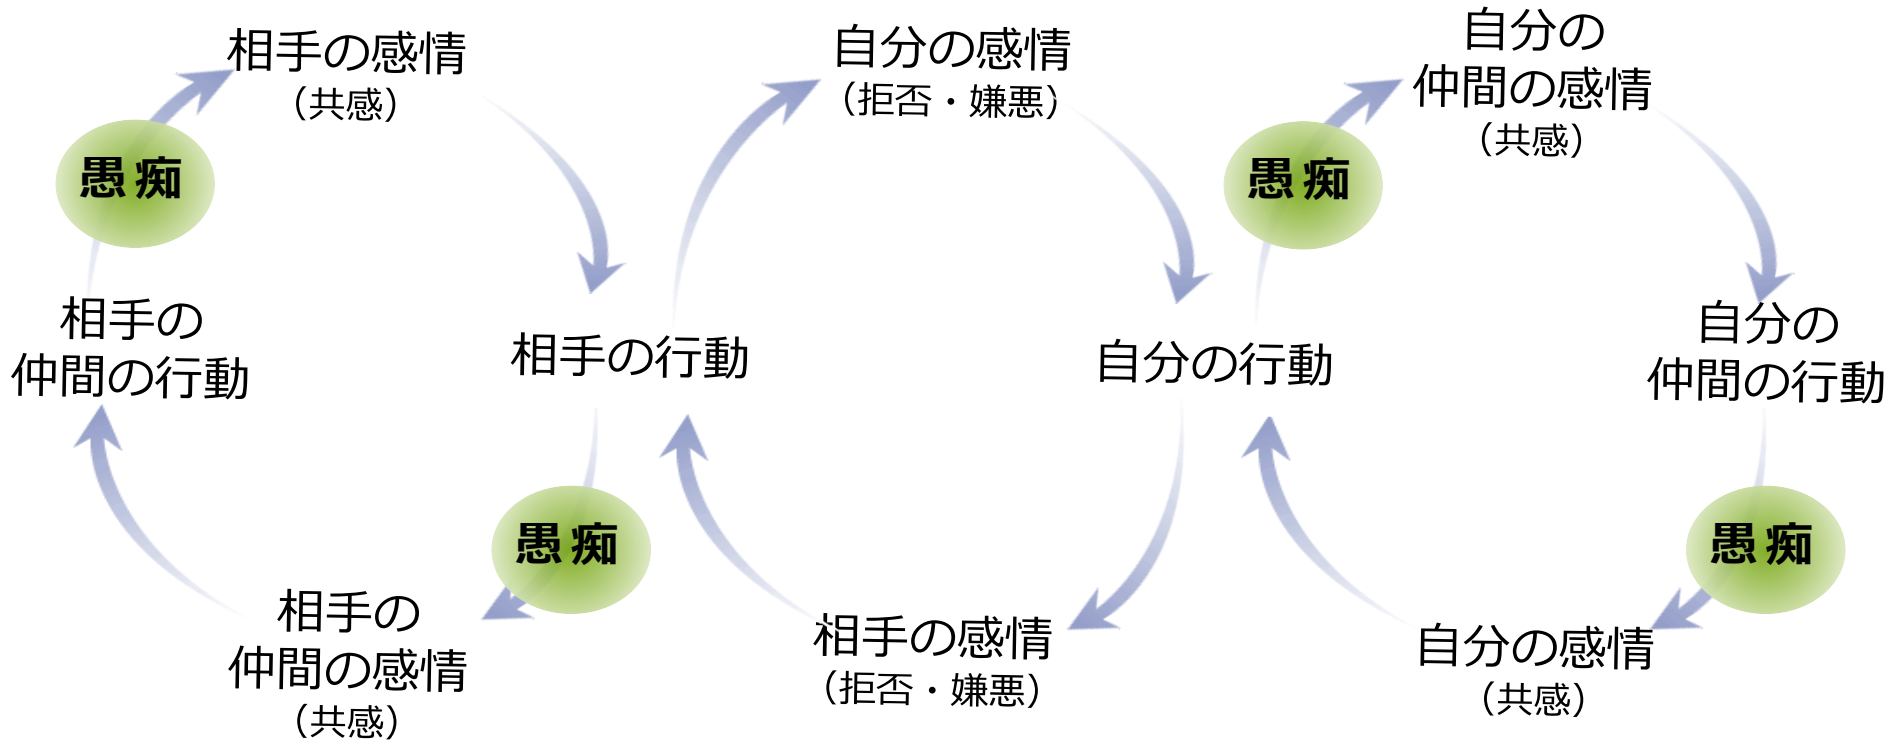 相手の感情
（共感）
愚痴
相手の
仲間の行動
相手の行動
愚痴
相手の
仲間の感情
（共感）
自分の感情
（拒否・嫌悪）
自分の行動
相手の感情
（拒否・嫌悪）
自分の
仲間の感情
（共感）
愚痴
自分の
仲間の行動
愚痴
自分の感情
（共感）